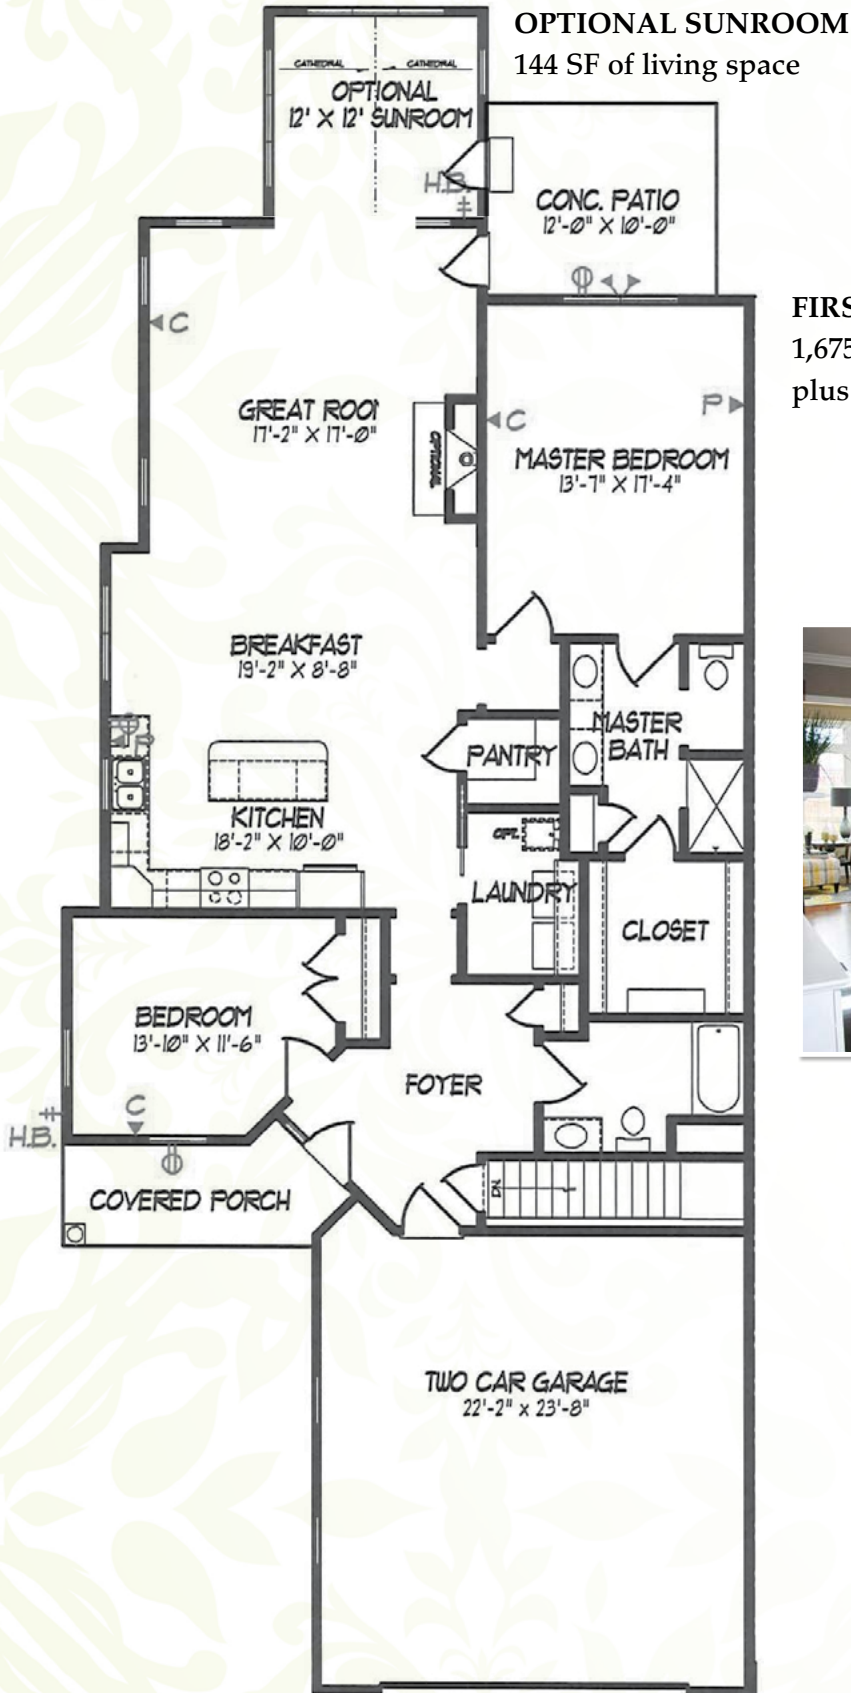 OPTIONAL SUNROOM
144 SF of living space
CATHEDRAL CATHEDRAL
OPTIONAL
12' X 12' SUNROOM
H.B.
CONC. PATIO
12'-0" X 10'-0"
FIRS
1,675
plus
C
GREAT ROO
17'-2" X 17'-0"
OPTIONAL
C
P
MASTER BEDROOM
13'-7" X 17'-4"
BREAKFAST
19'-2" X 8'-8"
MASTER
BATH
P
PANTRY
KITCHEN
18'-2" X 10'-0"
OPT.
LAUNDRY
CLOSET
BEDROOM
13'-10" X 11'-6"
FOYER
C
H.B.
DN.
COVERED PORCH
TWO CAR GARAGE
22'-2" x 23'-8"